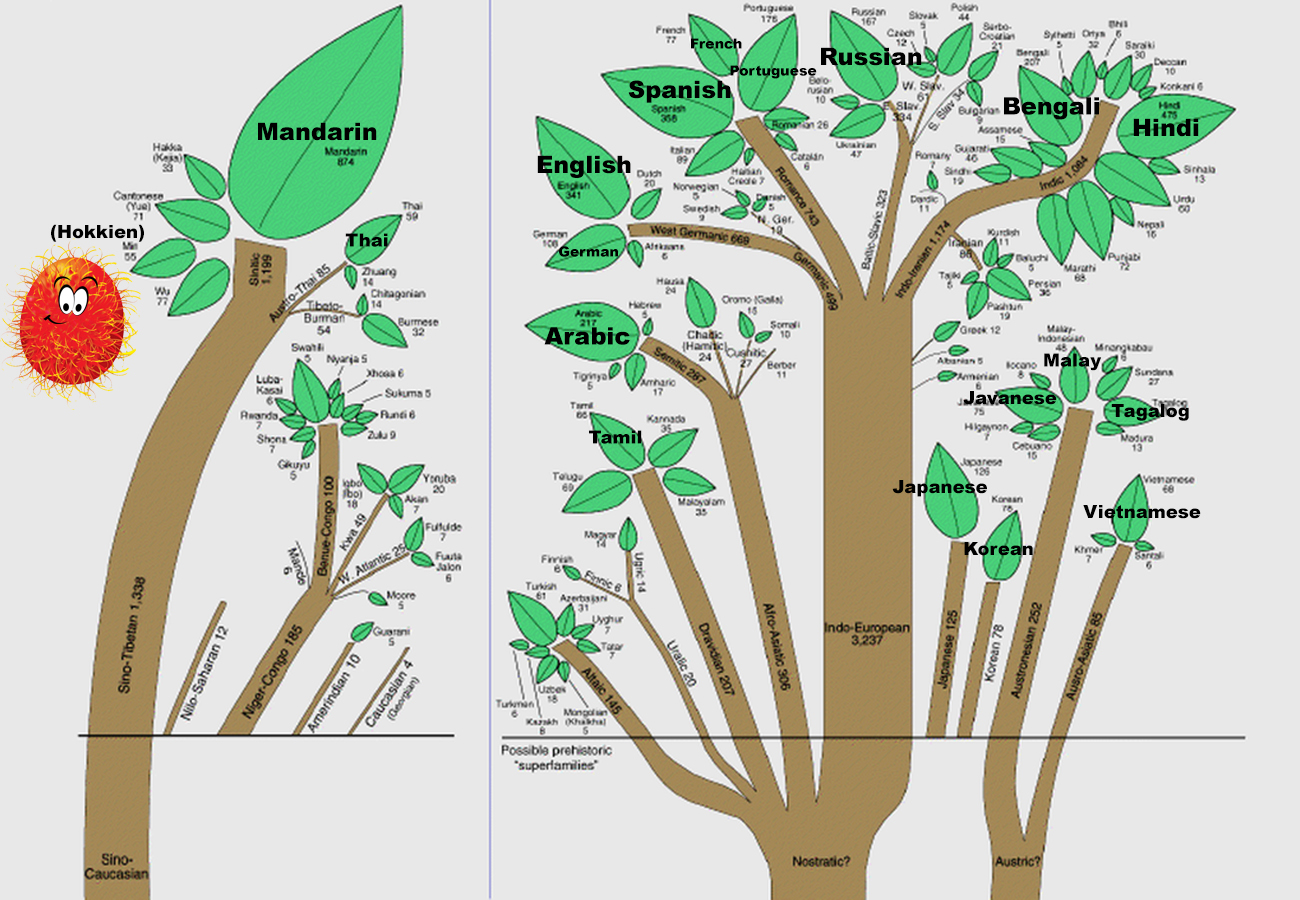 Mandarin
Mandarin
874
Hakka
(Kejia)
33
Cantonese
(Yue)
71
(Hokkien)
Min
55
Wu
77
Sinitic
1,199
Thai
59
Thai
Austro-Thai 85
Zhuang
14
Tibeto-
Burman
54
Chitagonian
14
Burmese
32
Swahili
5
Nyanja 5
Xhosa 6
Sukuma 5
Luba-
Kasai
6
Rwanda
7
Rundi 6
Shona
7
Zulu 9
Gikuyu
5
Benue-Congo 100
Igbo
(Ibo)
18
Yoruba
20
Akan
7
Kwa 49
Fulfulde
7
W. Atlantic 25
Fuuta
Jalon
6
Mande
6
Moore
5
Guarani
5
Sino-Tibetan 1,338
Nilo-Saharan 12
Niger-Congo 185
Amerindian 10
Caucasian 4
(Georgian)
Sino-
Caucasian
French
77
French
Portuguese
176
Portuguese
Spanish
Spanish
358
Romanian 26
Italian
89
Catalán
6
Haitian
Creole 7
Romance 743
English
English
341
Dutch
20
Norwegian
5
Danish
5
Swedish
9
N. Ger.
19
German
108
German
West Germanic 668
Afrikaans
6
Germanic 499
Russian
167
Russian
Czech
12
Slovak
5
Polish
44
Serbo-
Croatian
21
Belo-
rusian
10
W. Slav.
61
E. Slav.
334
S. Slav 34
Bulgarian
9
Ukrainian
47
Baltic-Slavic 323
Romany
7
Dardic
11
Bengali
207
Bengali
Sylhetti
5
Oriya
32
Bhili
6
Saraiki
30
Deccan
10
Konkani 6
Hindi
475
Hindi
Assamese
15
Gujarati
46
Sindhi
19
Indic 1,084
Sinhala
13
Urdu
60
Nepali
16
Punjabi
72
Marathi
68
Indo-Iranian 1,174
Iranian
86
Kurdish
11
Baluchi
5
Tajiki
5
Persian
36
Pashtun
19
Greek 12
Albanian 5
Armenian
6
Arabic
217
Arabic
Hebrew
5
Tigrinya
5
Amharic
17
Semitic 287
Hausa
24
Chadic
(Hamitic)
24
Oromo (Galla)
Somali
10
Cushitic
27
Berber
11
Tamil
66
Tamil
Kannada
35
Telugu
69
Malayalam
35
Magyar
14
Ugric 14
Finnish
6
Finnic 6
Turkish
61
Azerbaijani
31
Uyghur
7
Tatar
7
Uzbek
18
Mongolian
(Khalkha)
5
Turkmen
6
Kazakh
8
Altaic 145
Uralic 20
Dravidian 207
Afro-Asiatic 306
Indo-European
3,237
Malay-
Indonesian
48
Malay
Minangkabau
6
Ilocano
8
Sundana
27
Javanese
75
Javanese
Tagalog
Tagalog
Hilgaynon
7
Cebuano
15
Madura
13
Japanese
126
Japanese
Korean
78
Korean
Vietnamese
68
Vietnamese
Khmer
7
Santali
6
Japanese 125
Korean 78
Austronesian 252
Ausro-Asiatic 85
Possible prehistoric
"superfamilies"
Nostratic?
Austric?